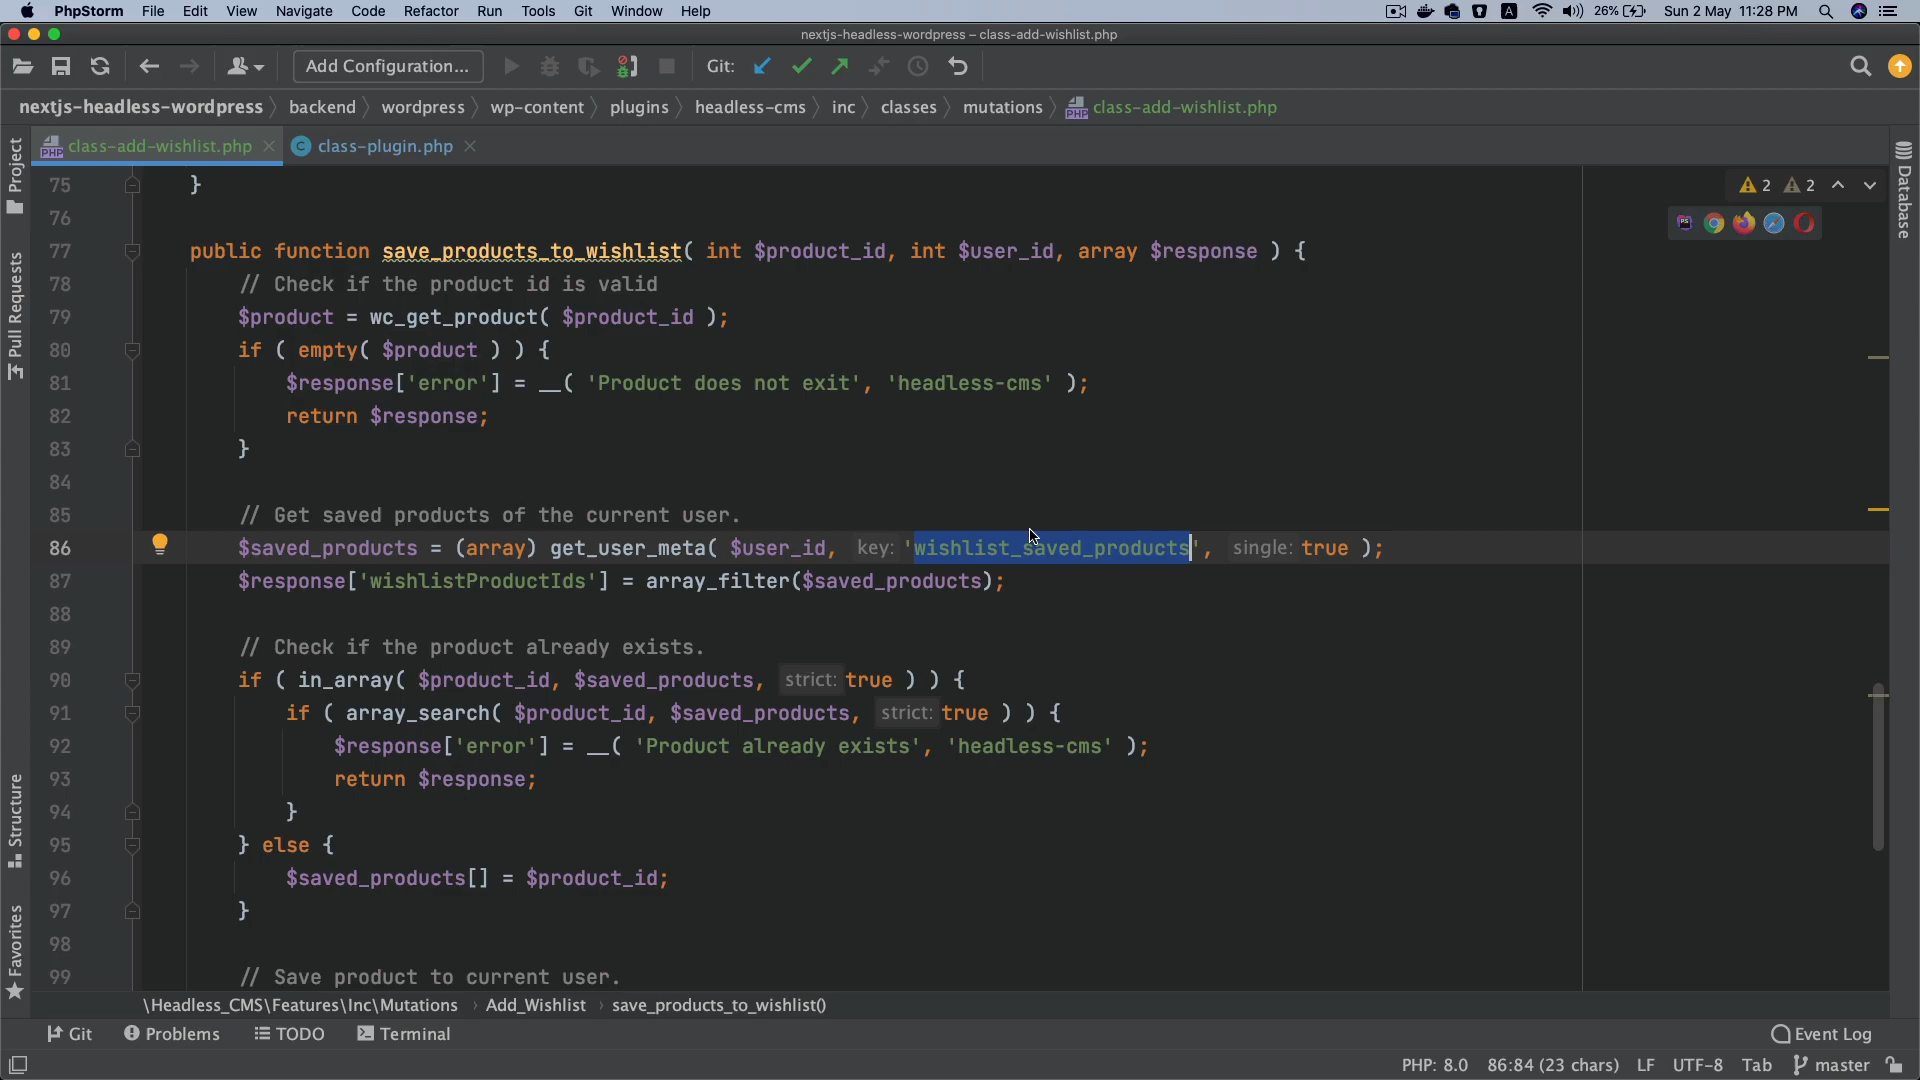 PhpStorm File Edit View Navigate Code Refactor Run Tools Git Window Help A 26% Sun 2 May 11:28 PM
nextjs-headless-wordpress – class-add-wishlist.php
Add Configuration... Git:
nextjs-headless-wordpress backend wordpress wp-content plugins headless-cms inc classes mutations PHP class-add-wishlist.php
PHP class-add-wishlist.php C class-plugin.php
Project
Pull Requests
Structure
Favorites
Database
2 2
PS
75 }
76
77 public function save_products_to_wishlist( int $product_id, int $user_id, array $response ) {
78 // Check if the product id is valid
79 $product = wc_get_product( $product_id );
80 if ( empty( $product ) ) {
81 $response['error'] = __( 'Product does not exit', 'headless-cms' );
82 return $response;
83 }
84
85 // Get saved products of the current user.
86 $saved_products = (array) get_user_meta( $user_id, key: 'wishlist_saved_products', single: true );
87 $response['wishlistProductIds'] = array_filter($saved_products);
88
89 // Check if the product already exists.
90 if ( in_array( $product_id, $saved_products, strict: true ) ) {
91 if ( array_search( $product_id, $saved_products, strict: true ) ) {
92 $response['error'] = __( 'Product already exists', 'headless-cms' );
93 return $response;
94 }
95 } else {
96 $saved_products[] = $product_id;
97 }
98
99 // Save product to current user.
\Headless_CMS\Features\Inc\Mutations › Add_Wishlist › save_products_to_wishlist()
Git Problems TODO Terminal Event Log
PHP: 8.0 86:84 (23 chars) LF UTF-8 Tab master